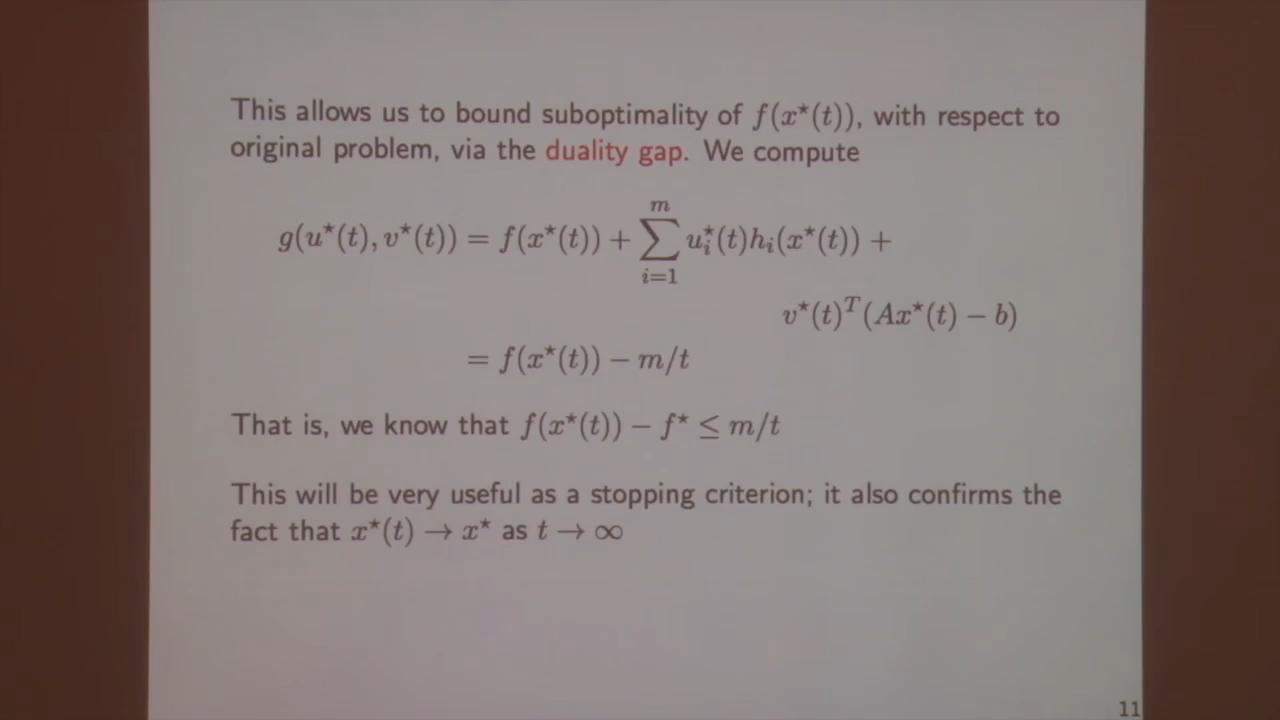 This allows us to bound suboptimality of f(x⋆(t)), with respect to
original problem, via the duality gap. We compute
g(u⋆(t), v⋆(t)) = f(x⋆(t)) + ∑_{i=1}^{m} u_i⋆(t)h_i(x⋆(t)) +
v⋆(t)^T(Ax⋆(t) − b)
= f(x⋆(t)) − m/t
That is, we know that f(x⋆(t)) − f⋆ ≤ m/t
This will be very useful as a stopping criterion; it also confirms the
fact that x⋆(t) → x⋆ as t → ∞
11